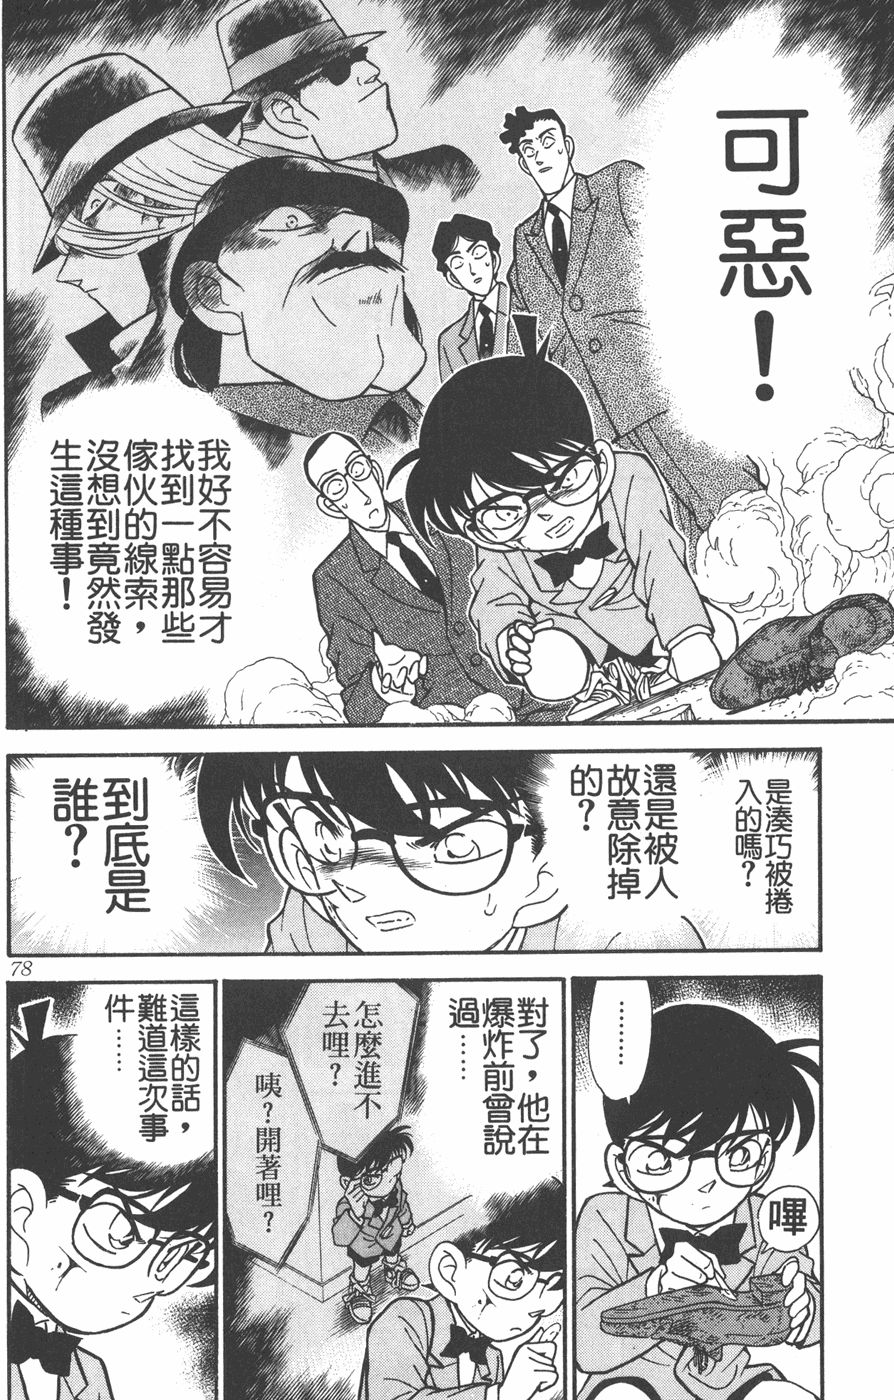 可惡！
我好不容易才
找到一點那些
傢伙的線索，
沒想到竟然發
生這種事！
是湊巧被捲
入的嗎？
還是被人
故意除掉
的？
到底是
誰？
78
⋯⋯⋯
嗶
對了，他在
爆炸前曾說
過⋯⋯
怎麼進不
去哩？
咦？開著哩？
這樣的話，
難道這次事
件⋯⋯